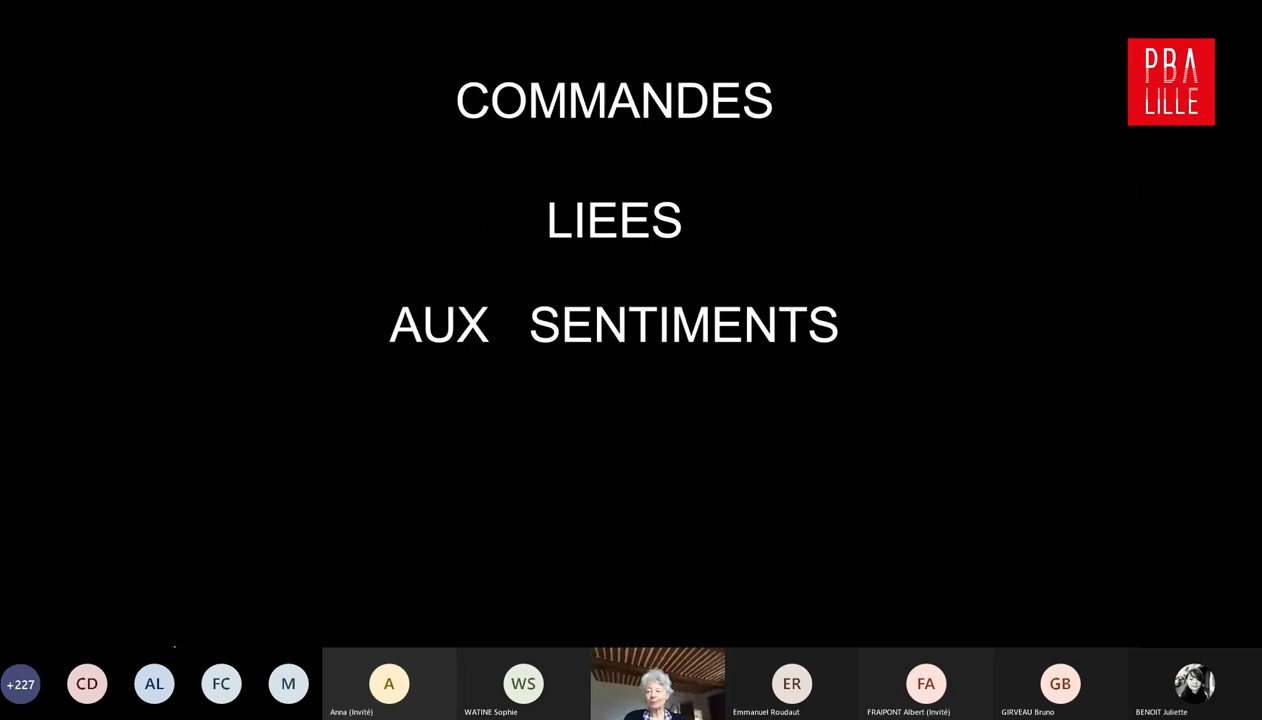 COMMANDES
PBA
LILLE
LIEES
AUX SENTIMENTS
+227
CD
AL
FC
M
A
WS
ER
FA
GB
Anna (Invité)
WATINE Sophie
Emmanuel Roudaut
FRAIPONT Albert (Invité)
GIRVEAU Bruno
BENOIT Juliette